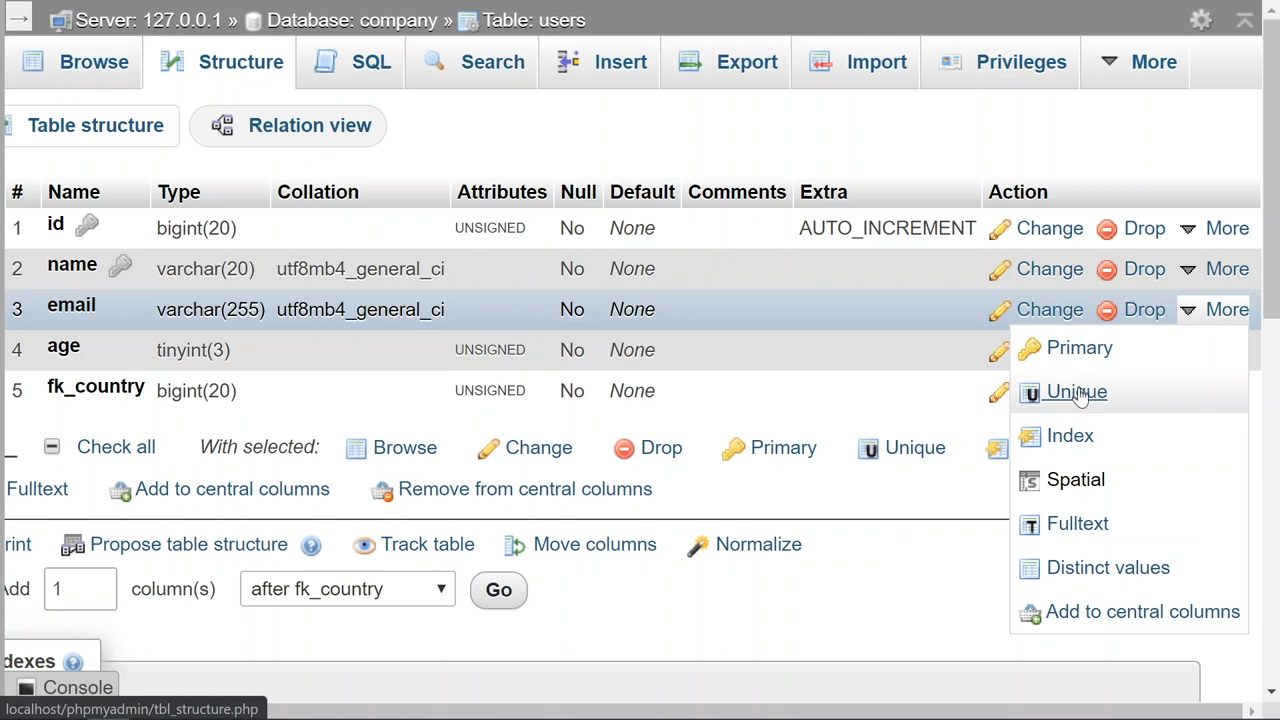 Server: 127.0.0.1 » Database: company » Table: users
Browse Structure SQL Search Insert Export Import Privileges More
Table structure Relation view
# Name Type Collation Attributes Null Default Comments Extra Action
1 id bigint(20) UNSIGNED No None AUTO_INCREMENT Change Drop More
2 name varchar(20) utf8mb4_general_ci No None Change Drop More
3 email varchar(255) utf8mb4_general_ci No None Change Drop More
4 age tinyint(3) UNSIGNED No None
Primary
5 fk_country bigint(20) UNSIGNED No None
Unique
Index
Check all With selected: Browse Change Drop Primary Unique
Spatial
Fulltext Add to central columns Remove from central columns
Fulltext
rint Propose table structure Track table Move columns Normalize
Distinct values
dd 1 column(s) after fk_country Go
Add to central columns
dexes
Console
localhost/phpmyadmin/tbl_structure.php